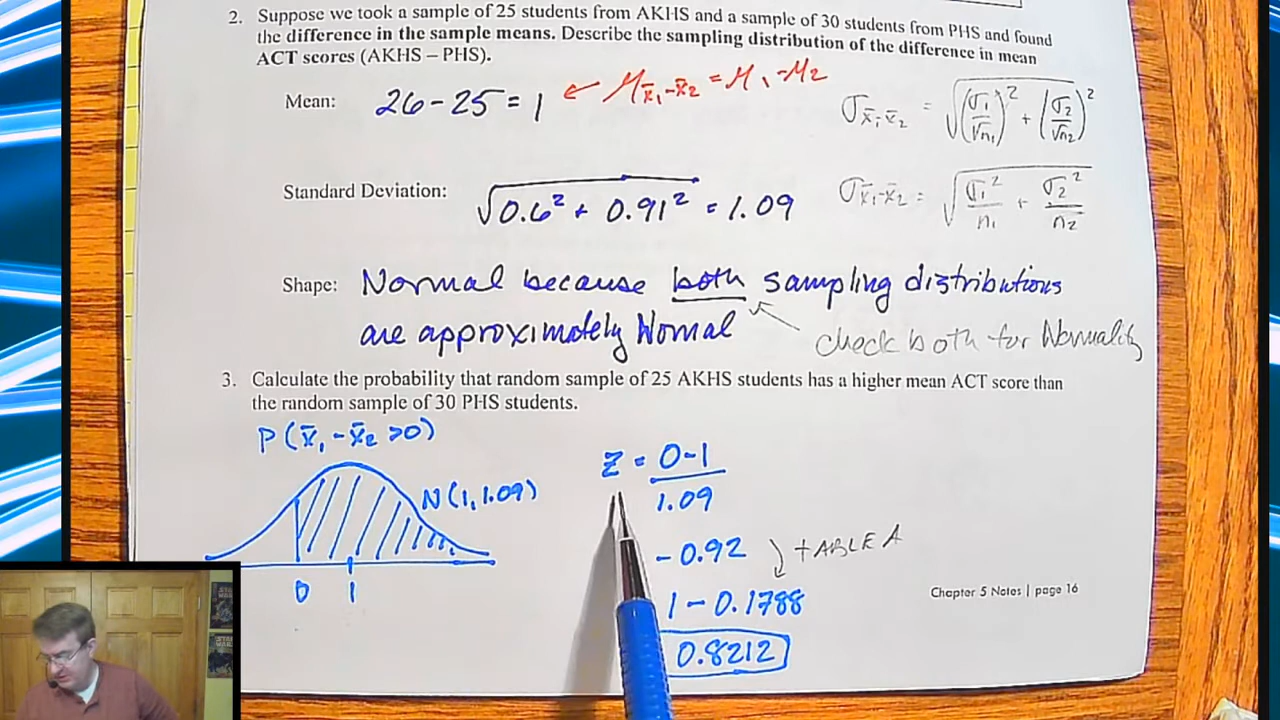 2. Suppose we took a sample of 25 students from AKHS and a sample of 30 students from PHS and found
the difference in the sample means. Describe the sampling distribution of the difference in mean
ACT scores (AKHS – PHS).
Mean: 26-25=1 ← μx̄₁-x̄₂ = μ₁-μ₂
σx̄₁-x̄₂ = √((σ₁/√n₁)² + (σ₂/√n₂)²)
Standard Deviation: √(0.6² + 0.91²) = 1.09
σx̄₁-x̄₂ = √(σ₁²/n₁ + σ₂²/n₂)
Shape: Normal because both sampling distributions
are approximately Normal
check both for Normality
3. Calculate the probability that random sample of 25 AKHS students has a higher mean ACT score than
the random sample of 30 PHS students.
P(x̄₁-x̄₂>0)
N(1,1.09)
0 1
z = (0-1)/1.09
-0.92
TABLE A
1-0.1788
0.8212
Chapter 5 Notes | page 16
STAR WARS